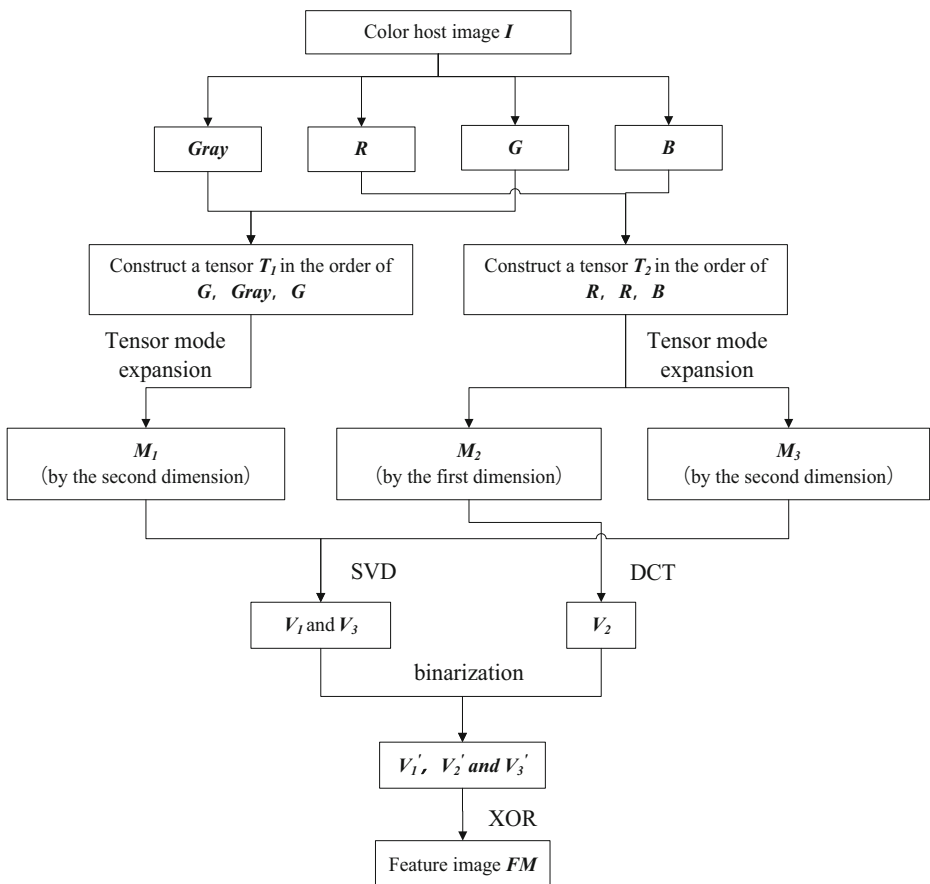 Color host image I
Gray
R
G
B
Construct a tensor T1 in the order of
G, Gray, G
Construct a tensor T2 in the order of
R, R, B
Tensor mode
expansion
Tensor mode
expansion
M1
(by the second dimension)
M2
(by the first dimension)
M3
(by the second dimension)
SVD
DCT
V1 and V3
V2
binarization
V1', V2' and V3'
XOR
Feature image FM